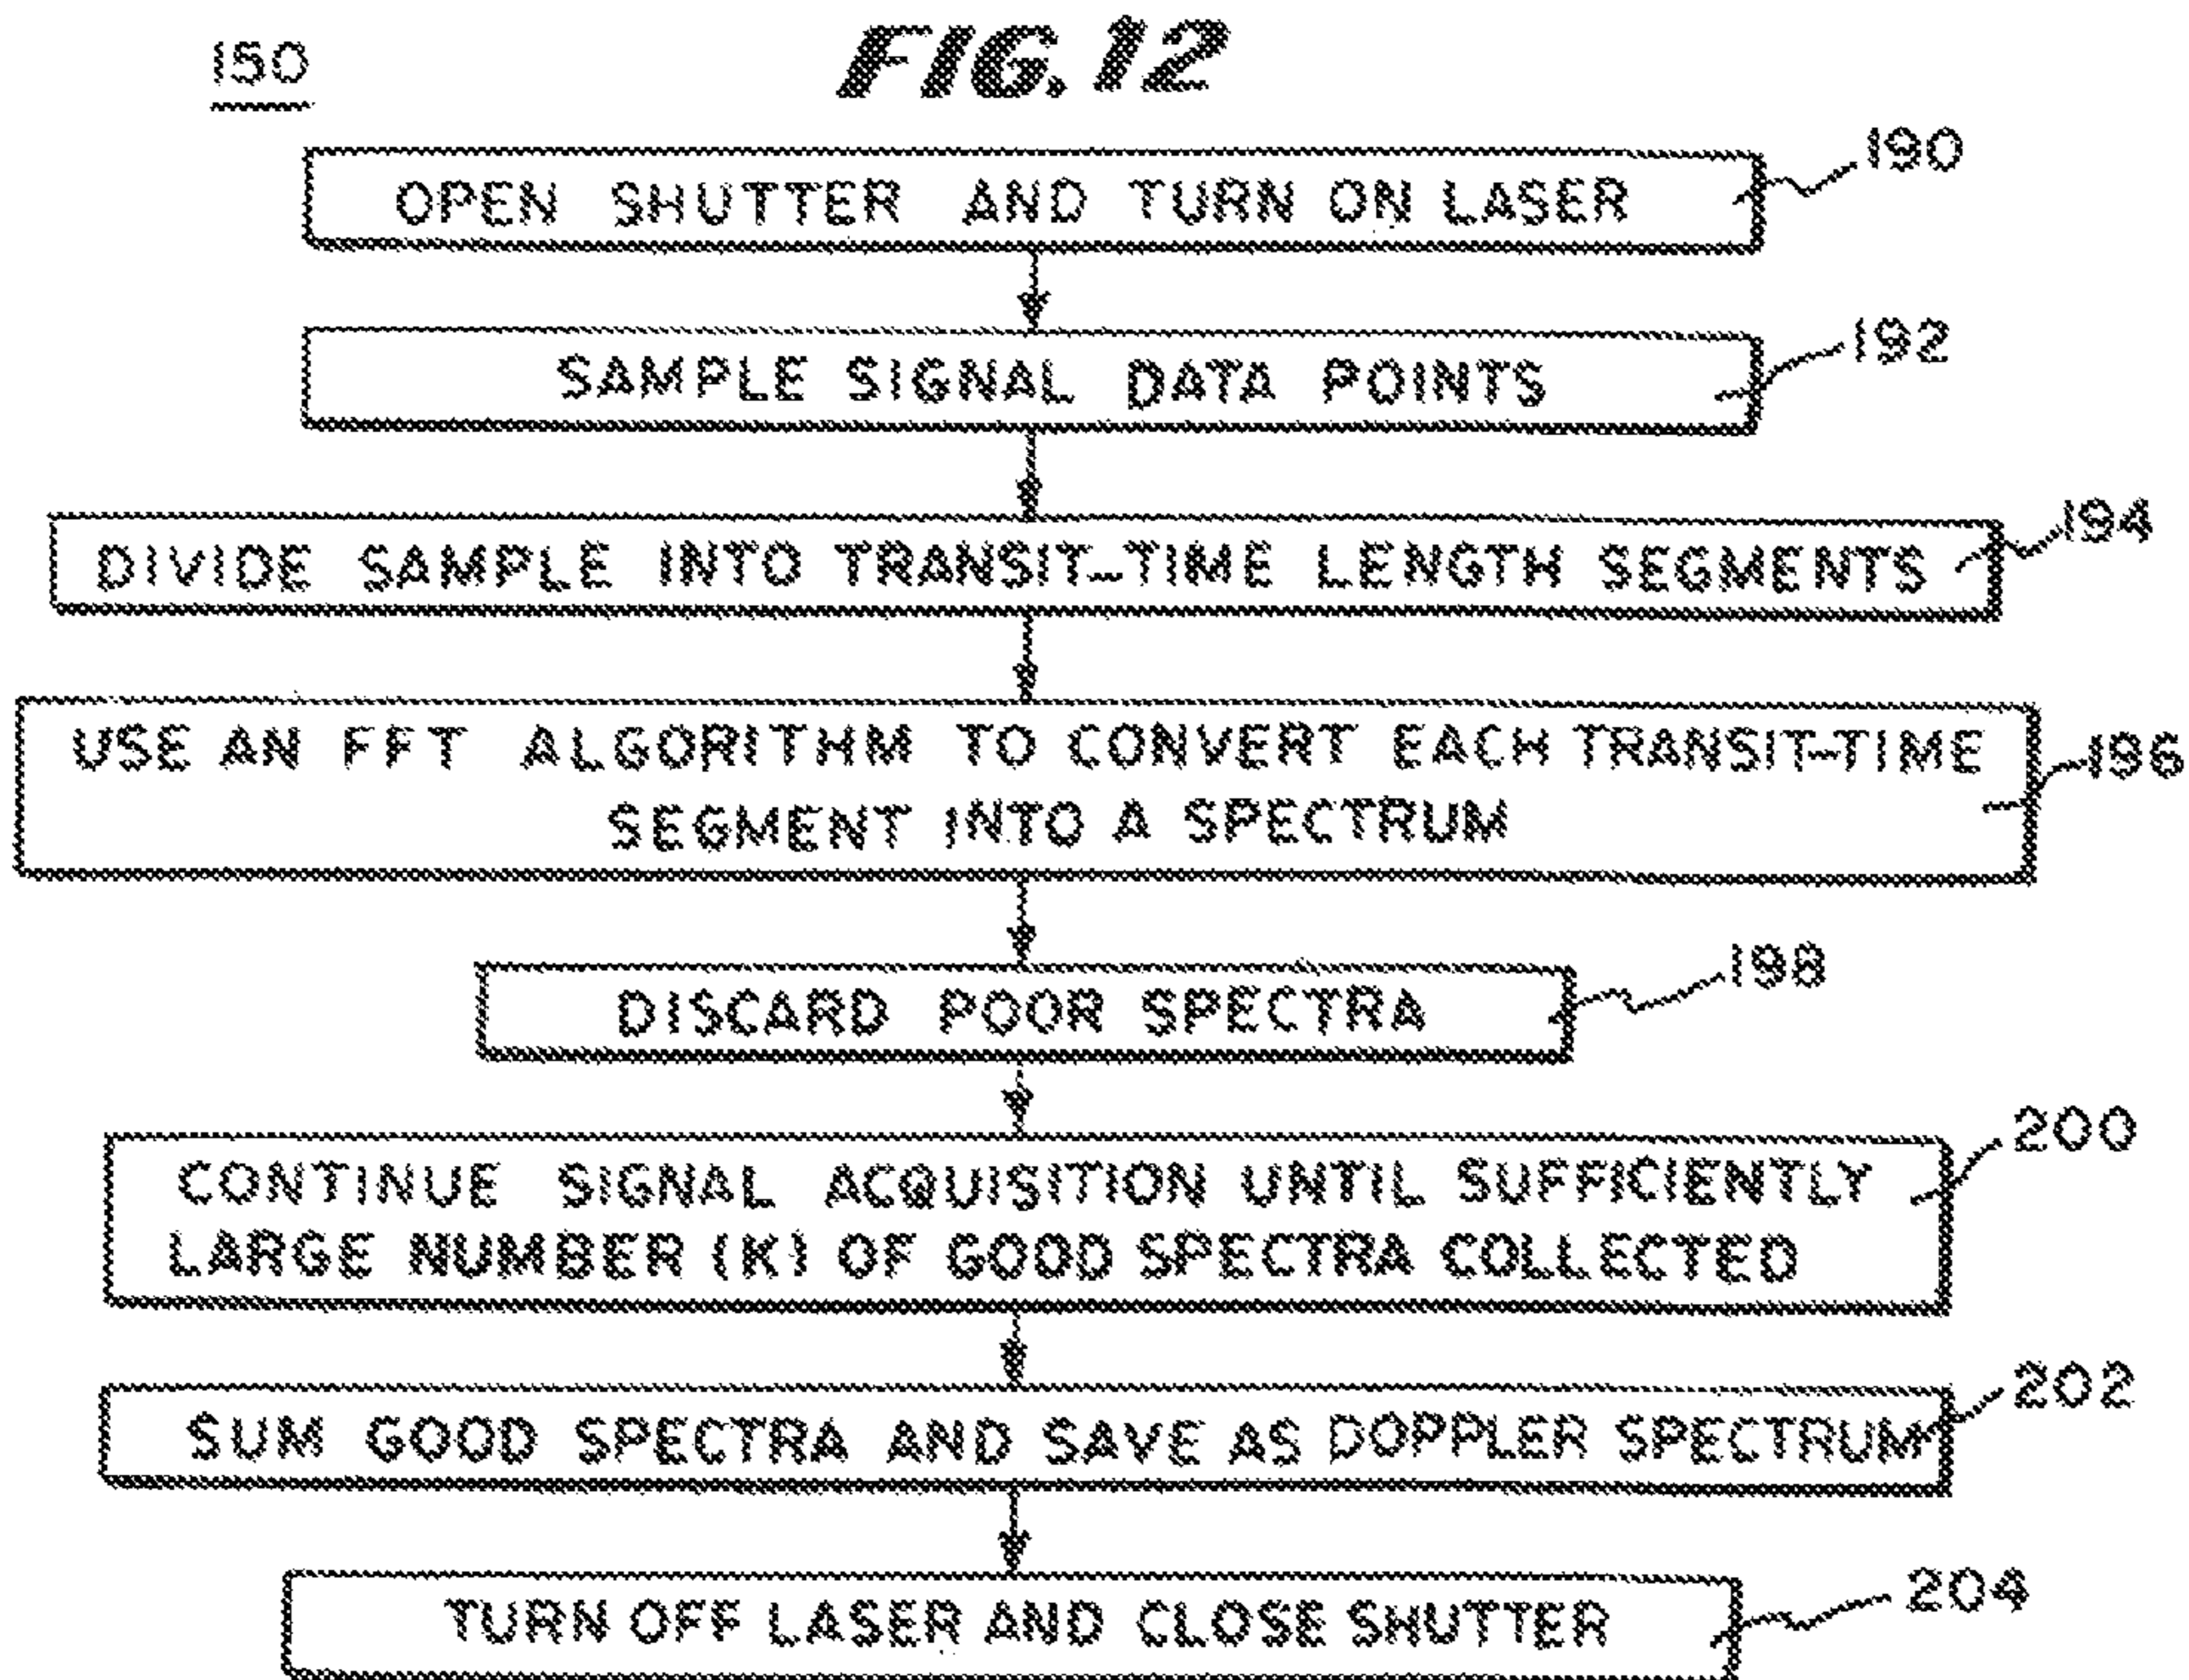 150
FIG. 12
OPEN SHUTTER AND TURN ON LASER
190
SAMPLE SIGNAL DATA POINTS
192
DIVIDE SAMPLE INTO TRANSIT-TIME LENGTH SEGMENTS
194
USE AN FFT ALGORITHM TO CONVERT EACH TRANSIT-TIME
SEGMENT INTO A SPECTRUM
196
DISCARD POOR SPECTRA
198
CONTINUE SIGNAL ACQUISITION UNTIL SUFFICIENTLY
LARGE NUMBER (K) OF GOOD SPECTRA COLLECTED
200
SUM GOOD SPECTRA AND SAVE AS DOPPLER SPECTRUM
202
TURN OFF LASER AND CLOSE SHUTTER
204